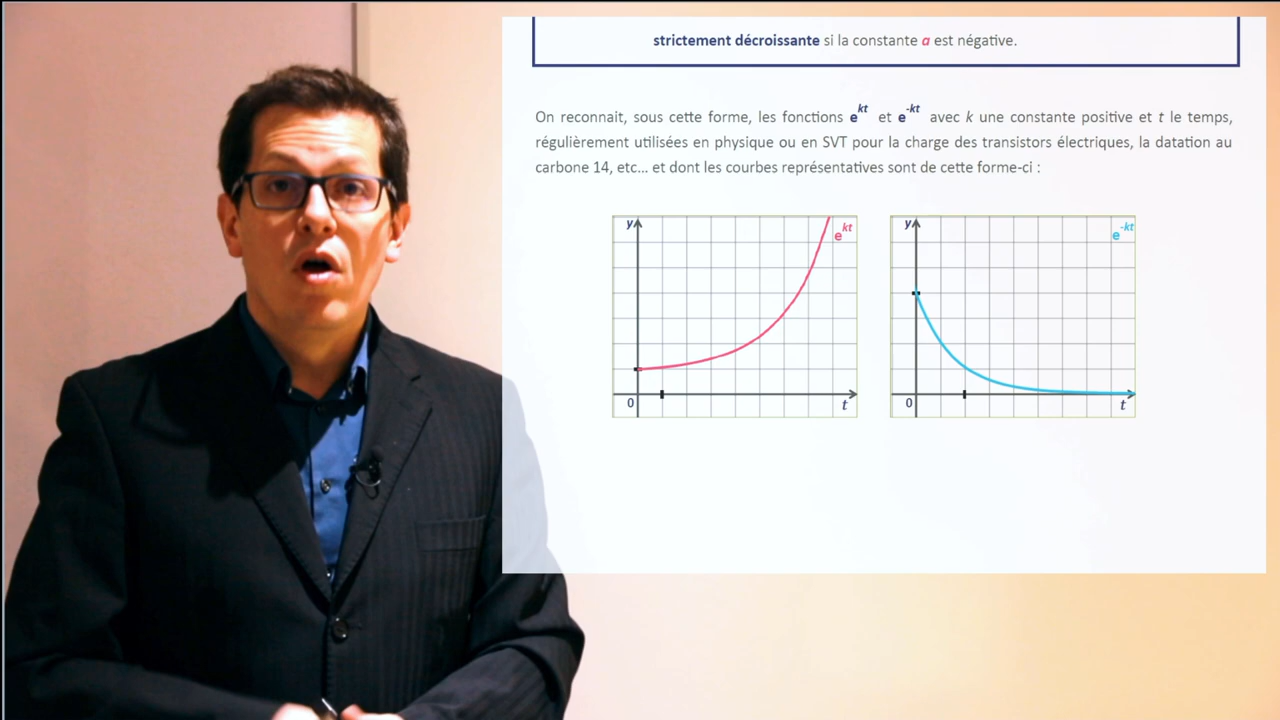 strictement décroissante si la constante a est négative.
On reconnait, sous cette forme, les fonctions e^kt et e^-kt avec k une constante positive et t le temps,
régulièrement utilisées en physique ou en SVT pour la charge des transistors électriques, la datation au
carbone 14, etc... et dont les courbes représentatives sont de cette forme-ci :
y
e^kt
0
t
y
e^-kt
0
t